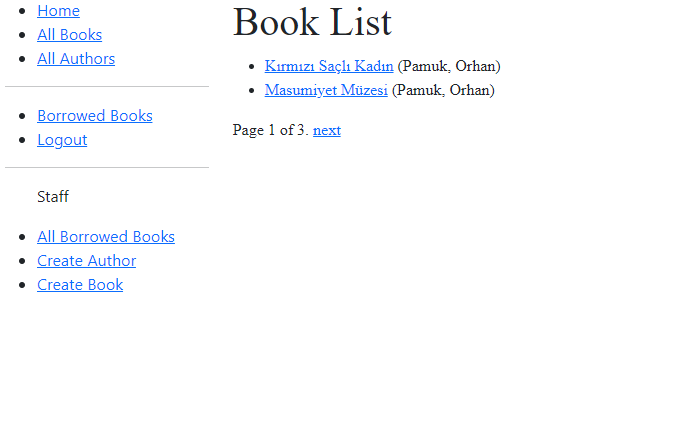 Home
All Books
All Authors
Borrowed Books
Logout
Staff
All Borrowed Books
Create Author
Create Book
Book List
Kırmızı Saçlı Kadın (Pamuk, Orhan)
Masumiyet Müzesi (Pamuk, Orhan)
Page 1 of 3. next